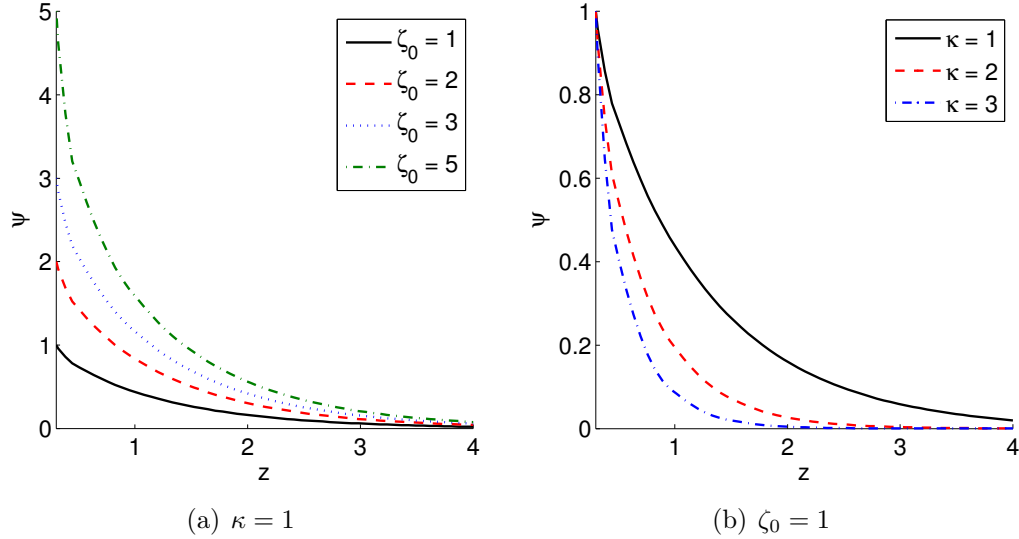 5
4
3
2
1
0
ψ
1 2 3 4
z
ζ₀ = 1
ζ₀ = 2
ζ₀ = 3
ζ₀ = 5
(a) κ = 1
1
0.8
0.6
0.4
0.2
0
ψ
1 2 3 4
z
κ = 1
κ = 2
κ = 3
(b) ζ₀ = 1